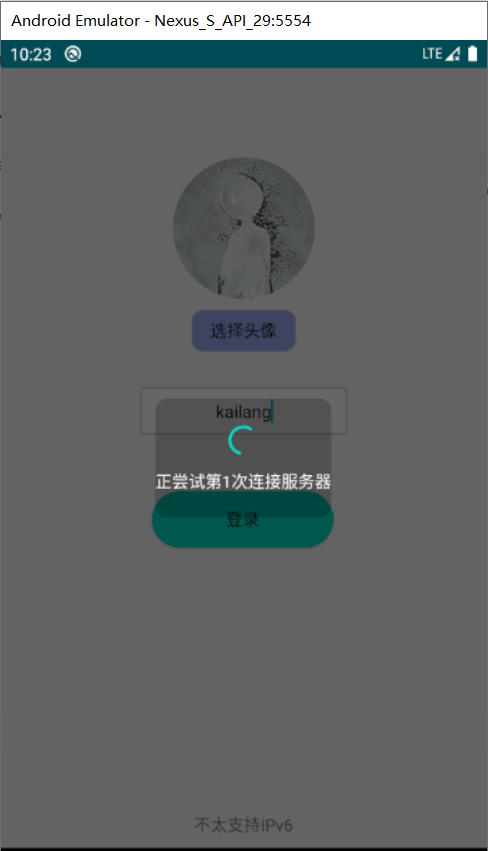 Android Emulator - Nexus_S_API_29:5554
10:23 LTE
选择头像
kailang
正尝试第1次连接服务器
登录
不太支持IPv6